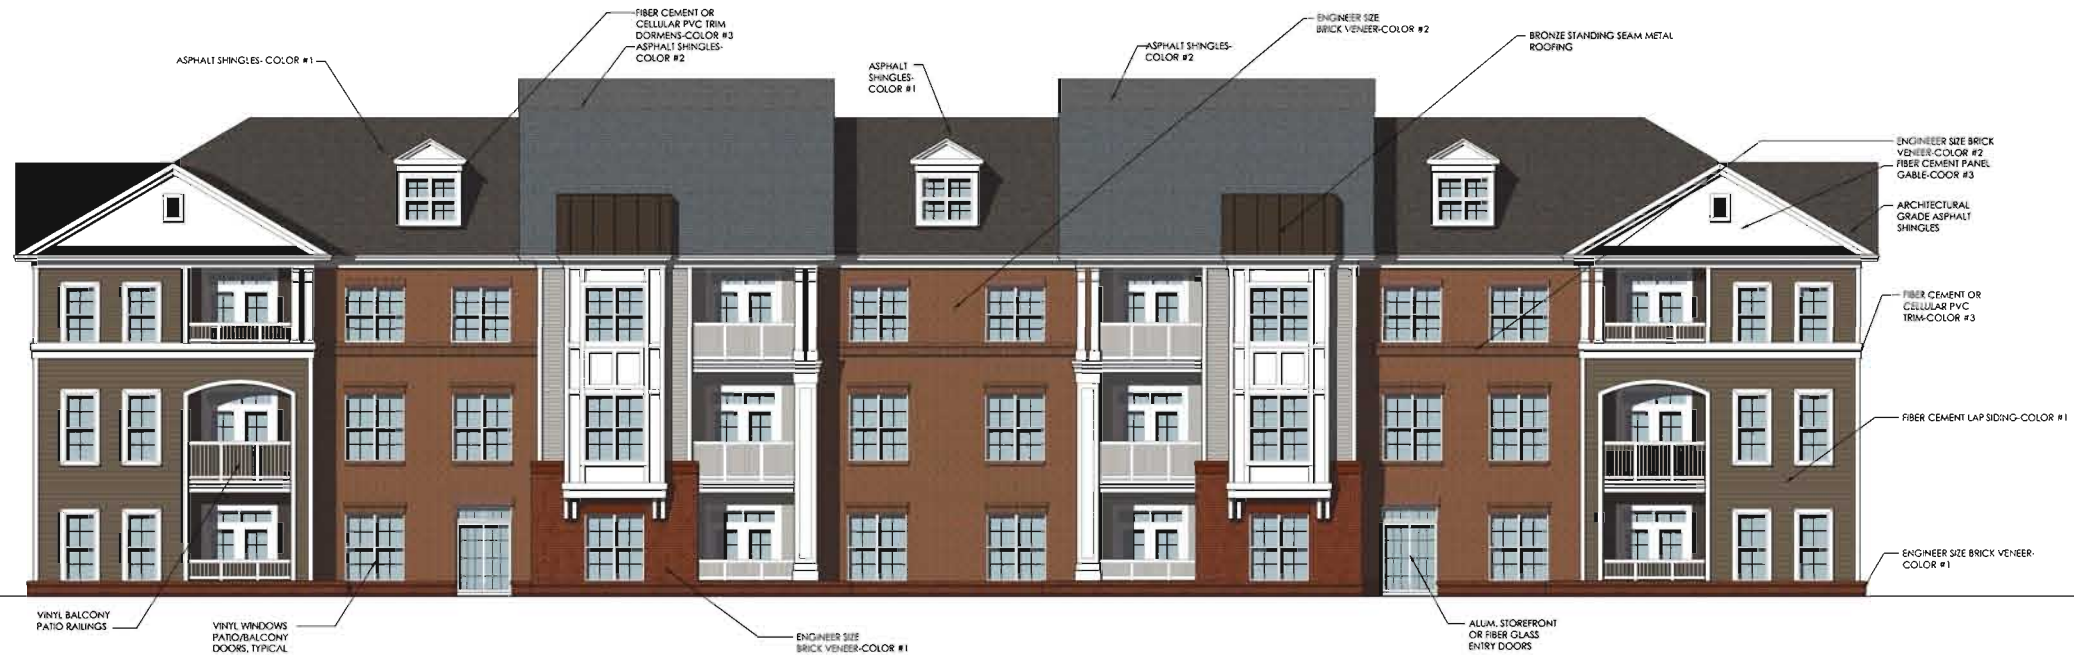 FIBER CEMENT OR
CELLULAR PVC TRIM
DORMENS-COLOR #3
ASPHALT SHINGLES-
COLOR #2
ASPHALT SHINGLES- COLOR #1
ASPHALT
SHINGLES-
COLOR #1
ASPHALT SHINGLES-
COLOR #2
ENGINEER SIZE
BRICK VENEER-COLOR #2
BRONZE STANDING SEAM METAL
ROOFING
ENGINEEER SIZE BRICK
VENEER-COLOR #2
FIBER CEMENT PANEL
GABLE-COOR #3
ARCHITECTURAL
GRADE ASPHALT
SHINGLES
FIBER CEMENT OR
CELLULAR PVC
TRIM-COLOR #3
FIBER CEMENT LAP SIDING-COLOR #1
ENGINEER SIZE BRICK VENEER-
COLOR #1
VINYL BALCONY
PATIO RAILINGS
VINYL WINDOWS
PATIO/BALCONY
DOORS, TYPICAL
ENGINEER SIZE
BRICK VENEER-COLOR #1
ALUM. STOREFRONT
OR FIBER GLASS
ENTRY DOORS